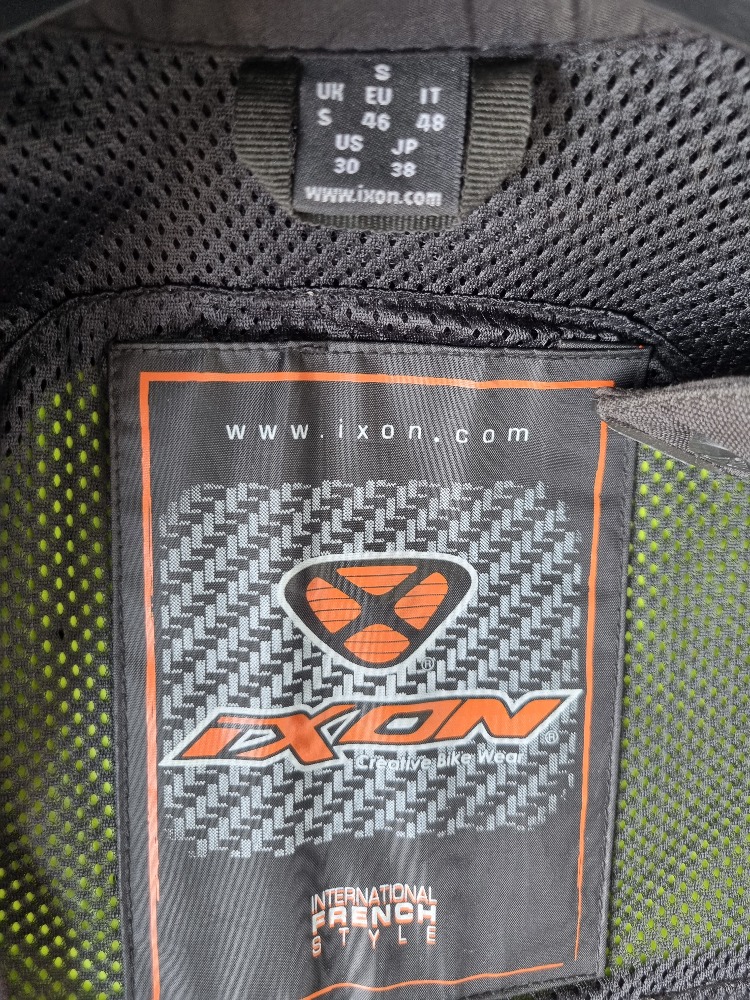 S
UK EU IT
S 46 48
US JP
30 38
www.ixon.com
www.ixon.com
®
IXON ®
Creative Bike Wear
INTERNATIONAL
FRENCH
STYLE